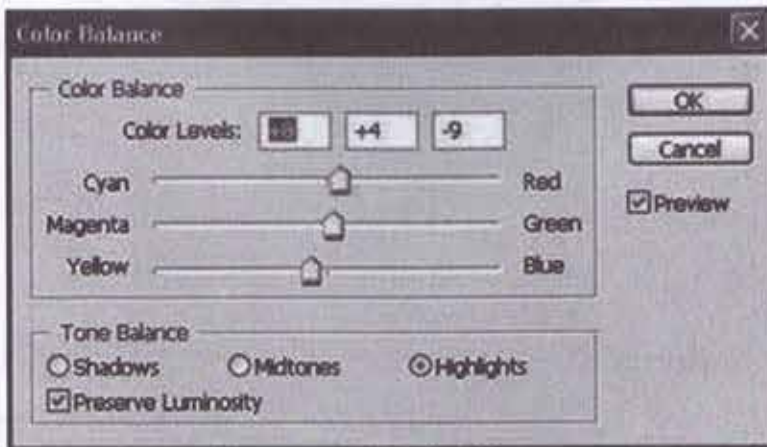 Color Balance
Color Balance
Color Levels: +8 +4 -9
Cyan Red
Magenta Green
Yellow Blue
OK
Cancel
Preview
Tone Balance
Shadows Midtones Highlights
Preserve Luminosity